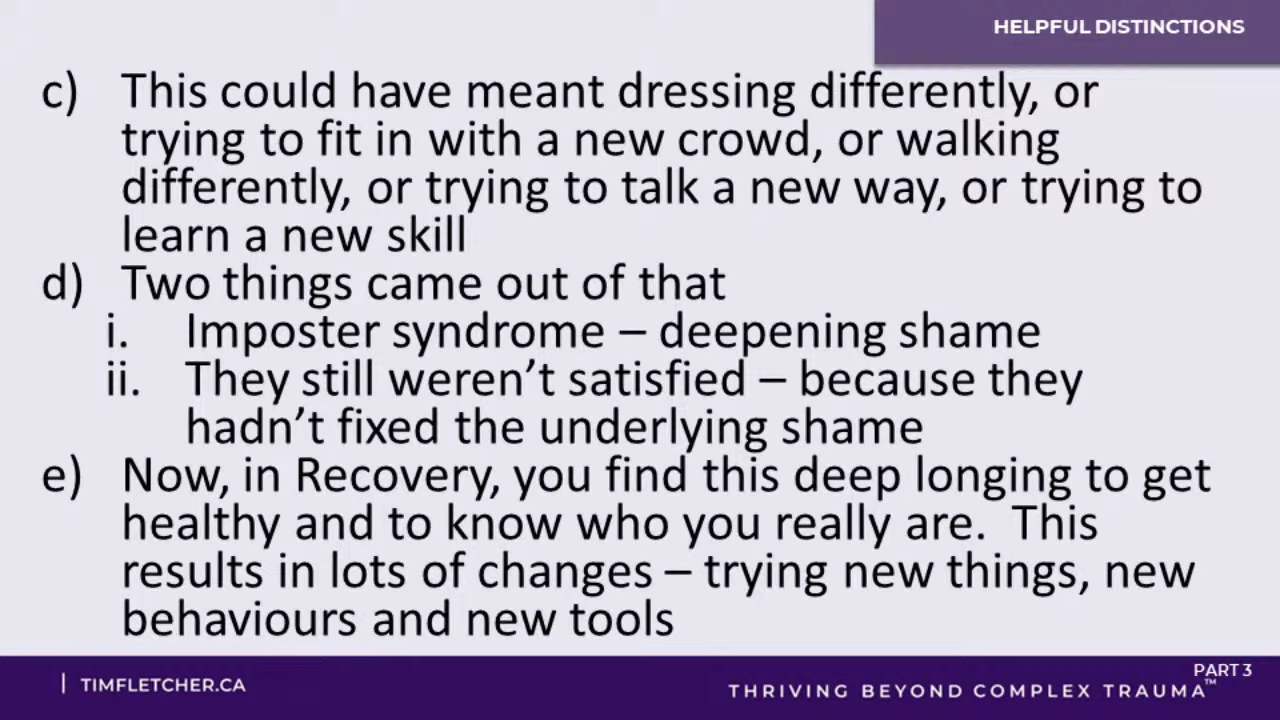 HELPFUL DISTINCTIONS
c) This could have meant dressing differently, or
trying to fit in with a new crowd, or walking
differently, or trying to talk a new way, or trying to
learn a new skill
d) Two things came out of that
i. Imposter syndrome – deepening shame
ii. They still weren’t satisfied – because they
hadn’t fixed the underlying shame
e) Now, in Recovery, you find this deep longing to get
healthy and to know who you really are.  This
results in lots of changes – trying new things, new
behaviours and new tools
| TIMFLETCHER.CA
PART 3
THRIVING BEYOND COMPLEX TRAUMA™